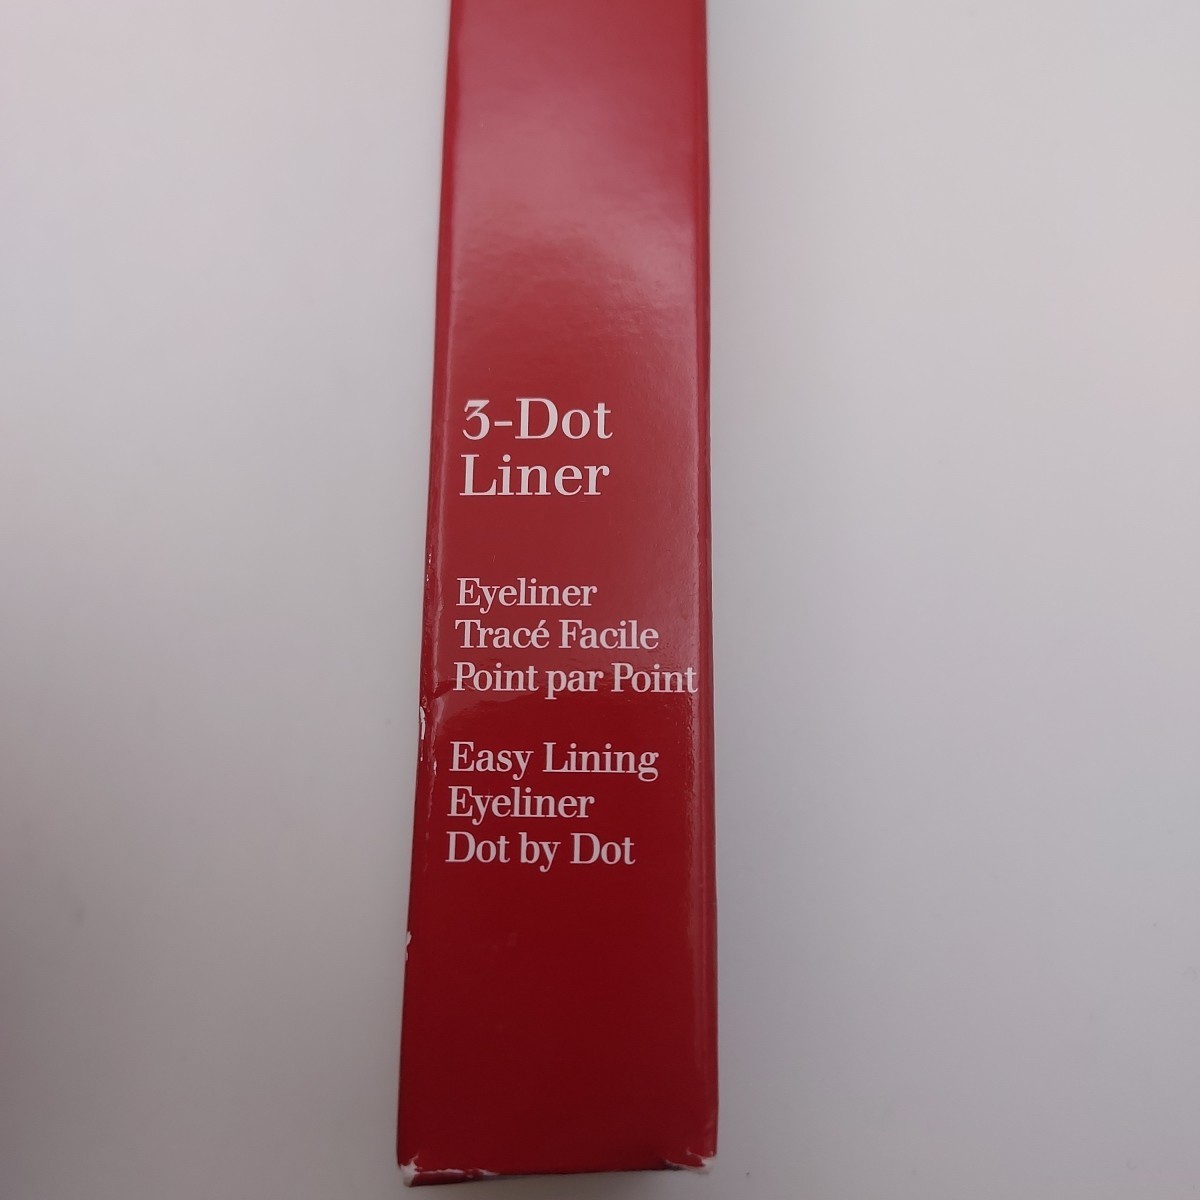 3-Dot
Liner
Eyeliner
Tracé Facile
Point par Point
Easy Lining
Eyeliner
Dot by Dot